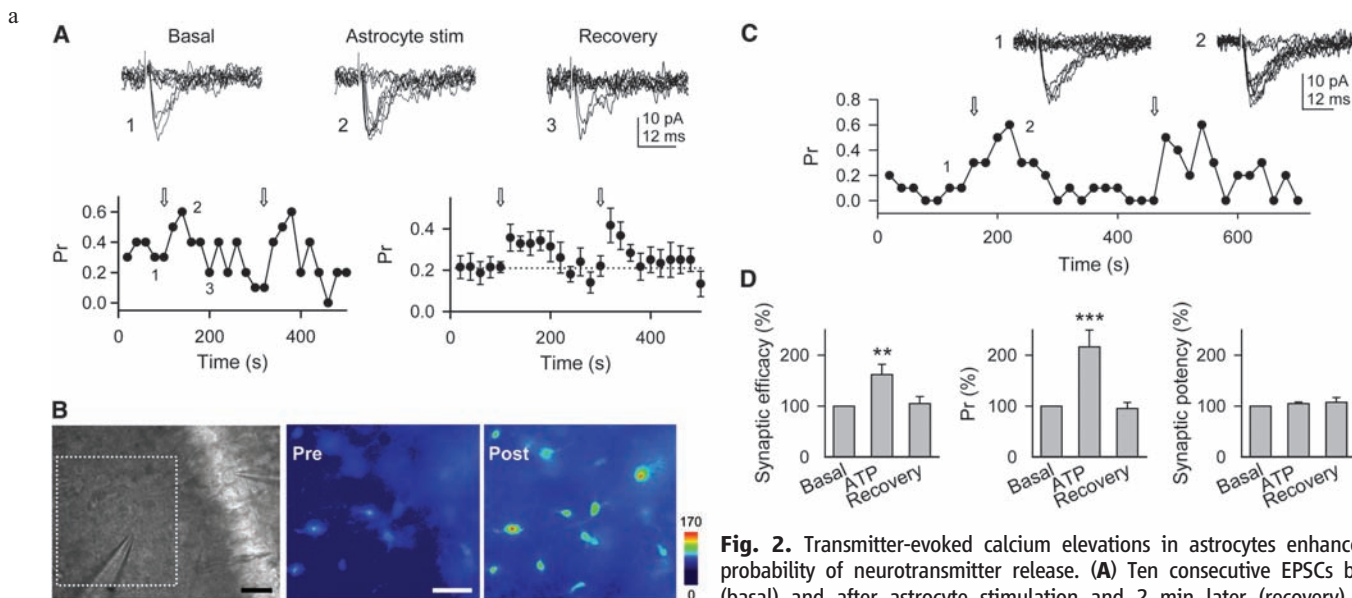 a
A
Basal
Astrocyte stim
Recovery
1
2
3
10 pA
12 ms
Pr
0.6
0.4
0.2
0.0
1
2
3
0
200
400
Time (s)
Pr
0.4
0.2
0.0
0
200
400
Time (s)
B
Pre
Post
170
0
C
1
2
10 pA
12 ms
Pr
0.8
0.6
0.4
0.2
0.0
1
2
0
200
400
600
Time (s)
D
Synaptic efficacy (%)
200
100
0
Basal
ATP
Recovery
**
Pr (%)
200
100
0
Basal
ATP
Recovery
***
Synaptic potency (%)
200
100
0
Basal
ATP
Recovery
Fig. 2. Transmitter-evoked calcium elevations in astrocytes enhance
probability of neurotransmitter release. (A) Ten consecutive EPSCs b
(basal) and after astrocyte stimulation and 2 min later (recovery)